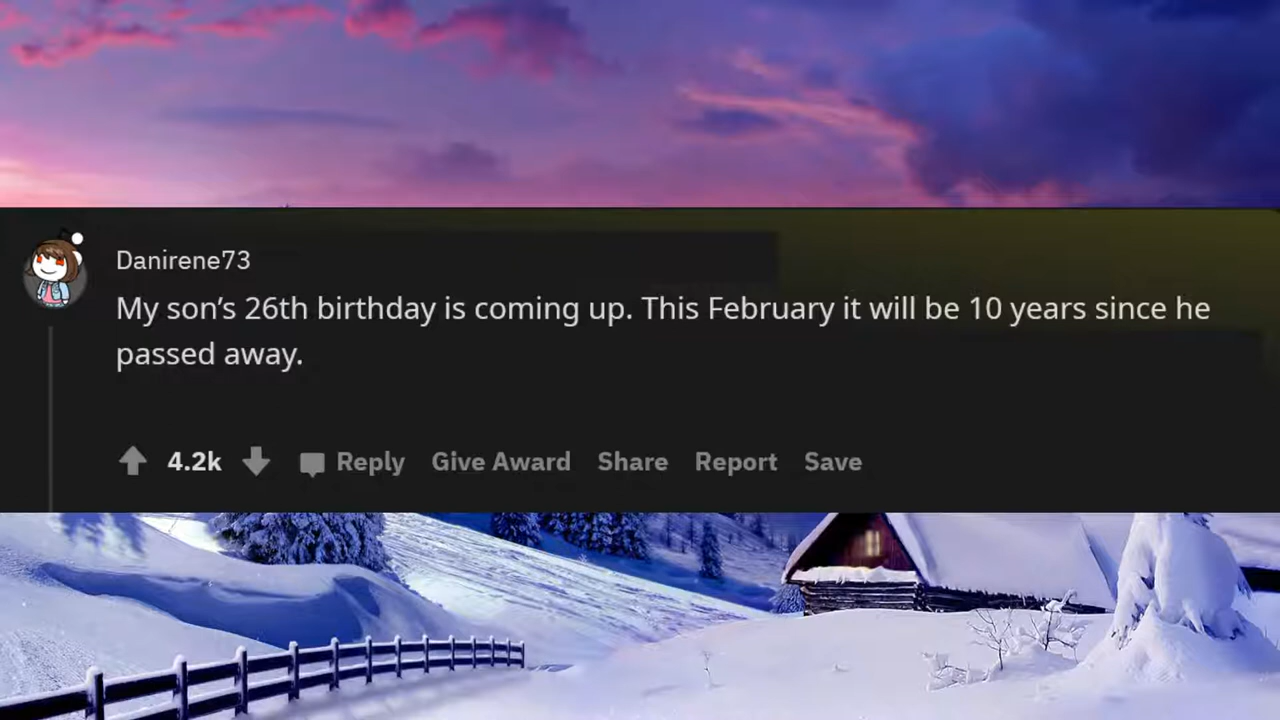 Danirene73
My son’s 26th birthday is coming up. This February it will be 10 years since he
passed away.
4.2k Reply Give Award Share Report Save